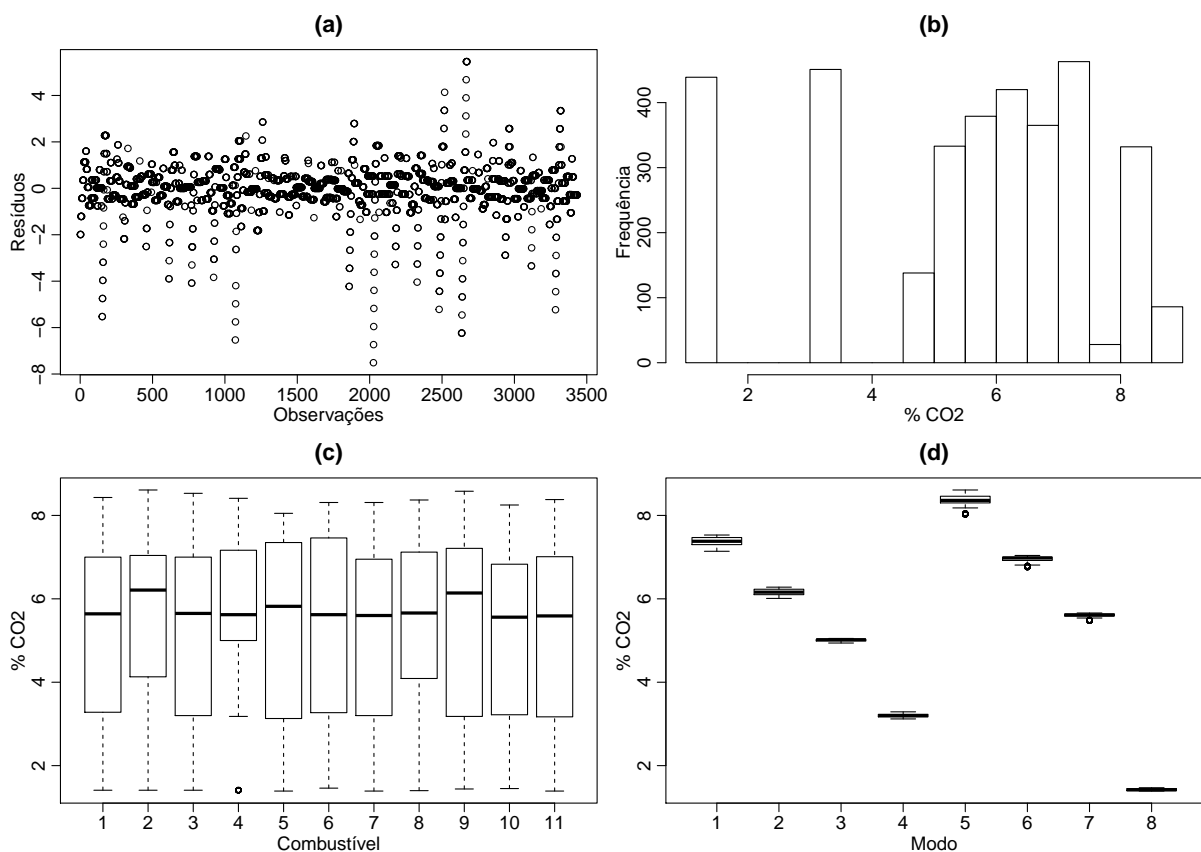 (a)
Resíduos
4
2
0
−2
−4
−6
−8
0 500 1000 1500 2000 2500 3000 3500
Observações
(b)
Frequência
400
300
200
100
0
2 4 6 8
% CO2
(c)
% CO2
8
6
4
2
1 2 3 4 5 6 7 8 9 10 11
Combustível
(d)
% CO2
8
6
4
2
1 2 3 4 5 6 7 8
Modo